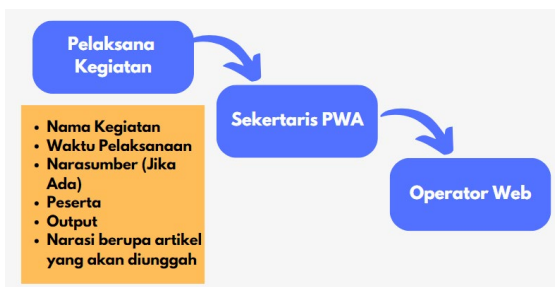 Pelaksana
Kegiatan
Sekertaris PWA
Operator Web
• Nama Kegiatan
• Waktu Pelaksanaan
• Narasumber (Jika
Ada)
• Peserta
• Output
• Narasi berupa artikel
yang akan diunggah